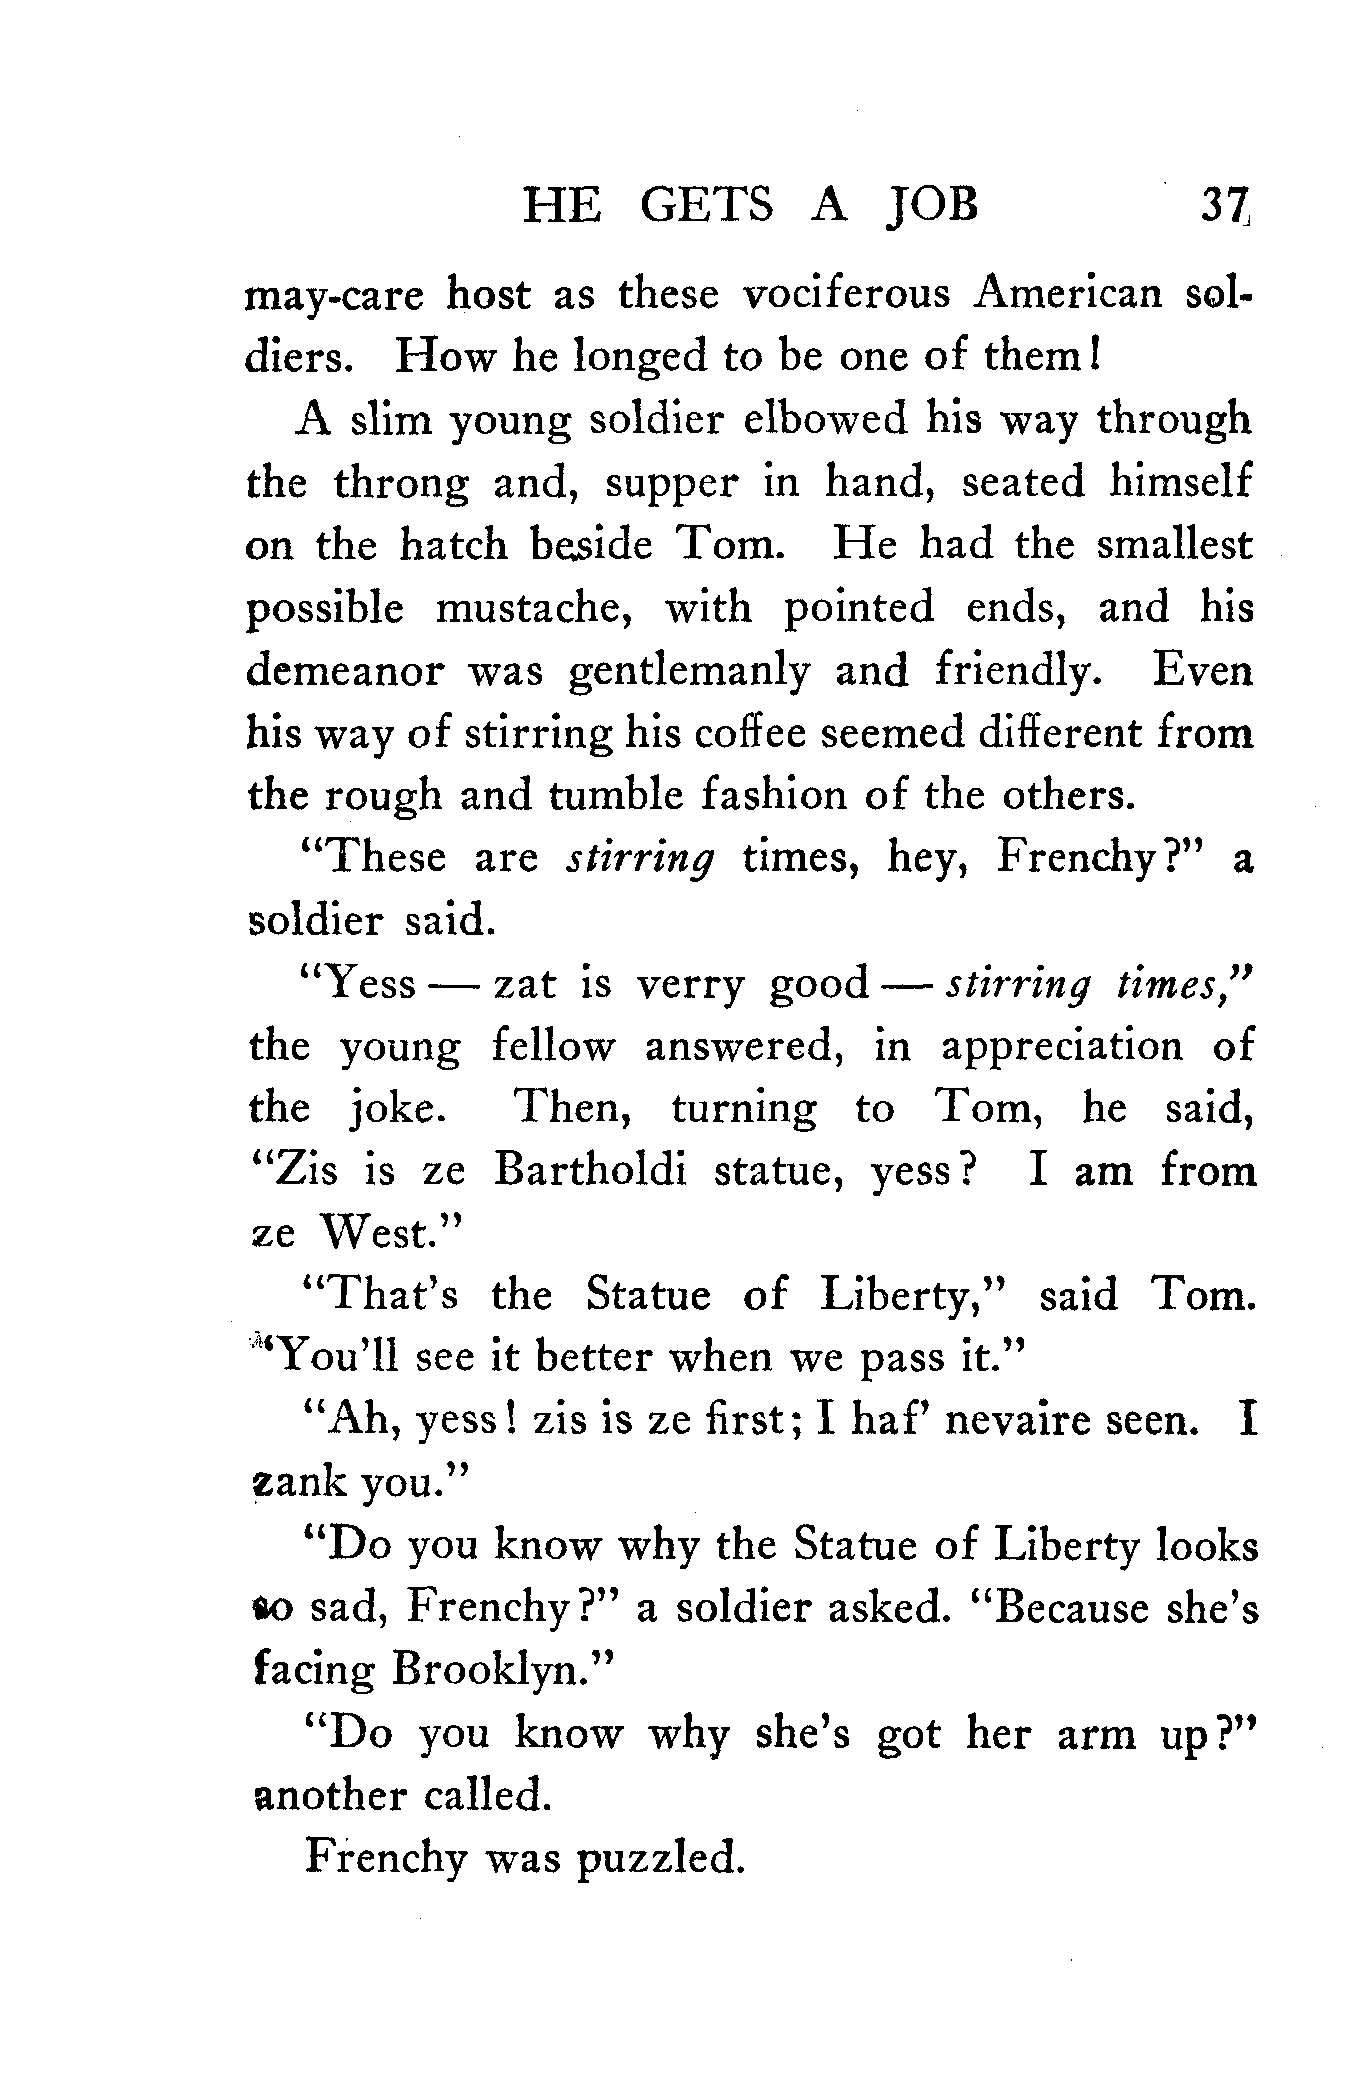 HE GETS A JOB 37
may-care host as these vociferous American sol-
diers. How he longed to be one of them!
A slim young soldier elbowed his way through
the throng and, supper in hand, seated himself
on the hatch beside Tom. He had the smallest
possible mustache, with pointed ends, and his
demeanor was gentlemanly and friendly. Even
his way of stirring his coffee seemed different from
the rough and tumble fashion of the others.
"These are stirring times, hey, Frenchy?" a
soldier said.
"Yess — zat is verry good — stirring times,"
the young fellow answered, in appreciation of
the joke. Then, turning to Tom, he said,
"Zis is ze Bartholdi statue, yess? I am from
ze West."
"That's the Statue of Liberty," said Tom.
"You'll see it better when we pass it."
"Ah, yess! zis is ze first; I haf' nevaire seen. I
zank you."
"Do you know why the Statue of Liberty looks
so sad, Frenchy?" a soldier asked. "Because she's
facing Brooklyn."
"Do you know why she's got her arm up?"
another called.
Frenchy was puzzled.